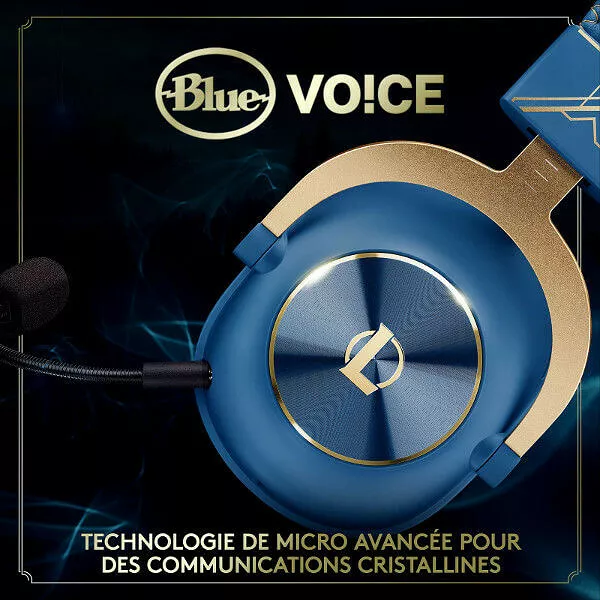 Blue VO!CE
TECHNOLOGIE DE MICRO AVANCÉE POUR
DES COMMUNICATIONS CRISTALLINES